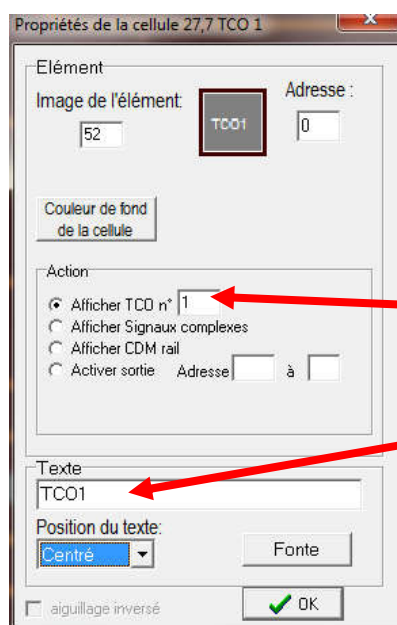 Propriétés de la cellule 27,7 TCO 1
x
Elément
Image de l'élément:
Adresse :
52
TCO1
0
Couleur de fond
de la cellule
Action
Afficher TCO n° 1
Afficher Signaux complexes
Afficher CDM rail
Activer sortie Adresse à
Texte
TCO1
Position du texte:
Centré
Fonte
aiguillage inversé
OK